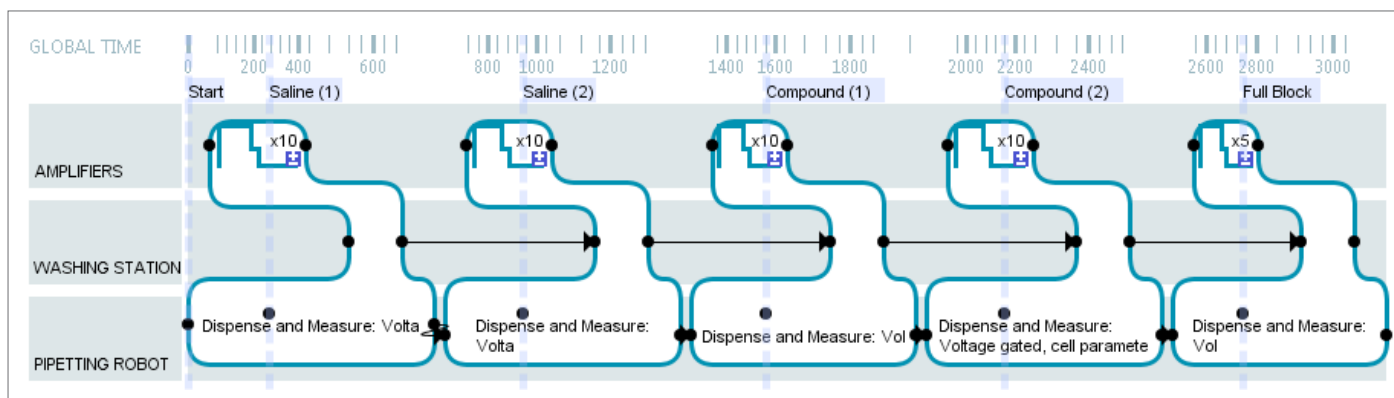 GLOBAL TIME
0 200 400 600 800 1000 1200 1400 1600 1800 2000 2200 2400 2600 2800 3000
Start Saline (1) Saline (2) Compound (1) Compound (2) Full Block
x10 x10 x10 x10 x5
AMPLIFIERS
WASHING STATION
Dispense and Measure: Volta
Dispense and Measure:
Volta
Dispense and Measure: Vol
Dispense and Measure:
Voltage gated, cell paramete
Dispense and Measure:
Vol
PIPETTING ROBOT